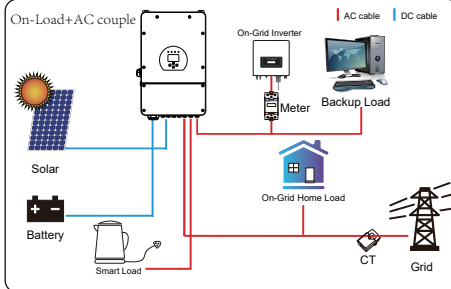 On-Load+AC couple
AC cable
DC cable
On-Grid Inverter
Meter
Backup Load
Solar
On-Grid Home Load
Battery
CT
Grid
Smart Load